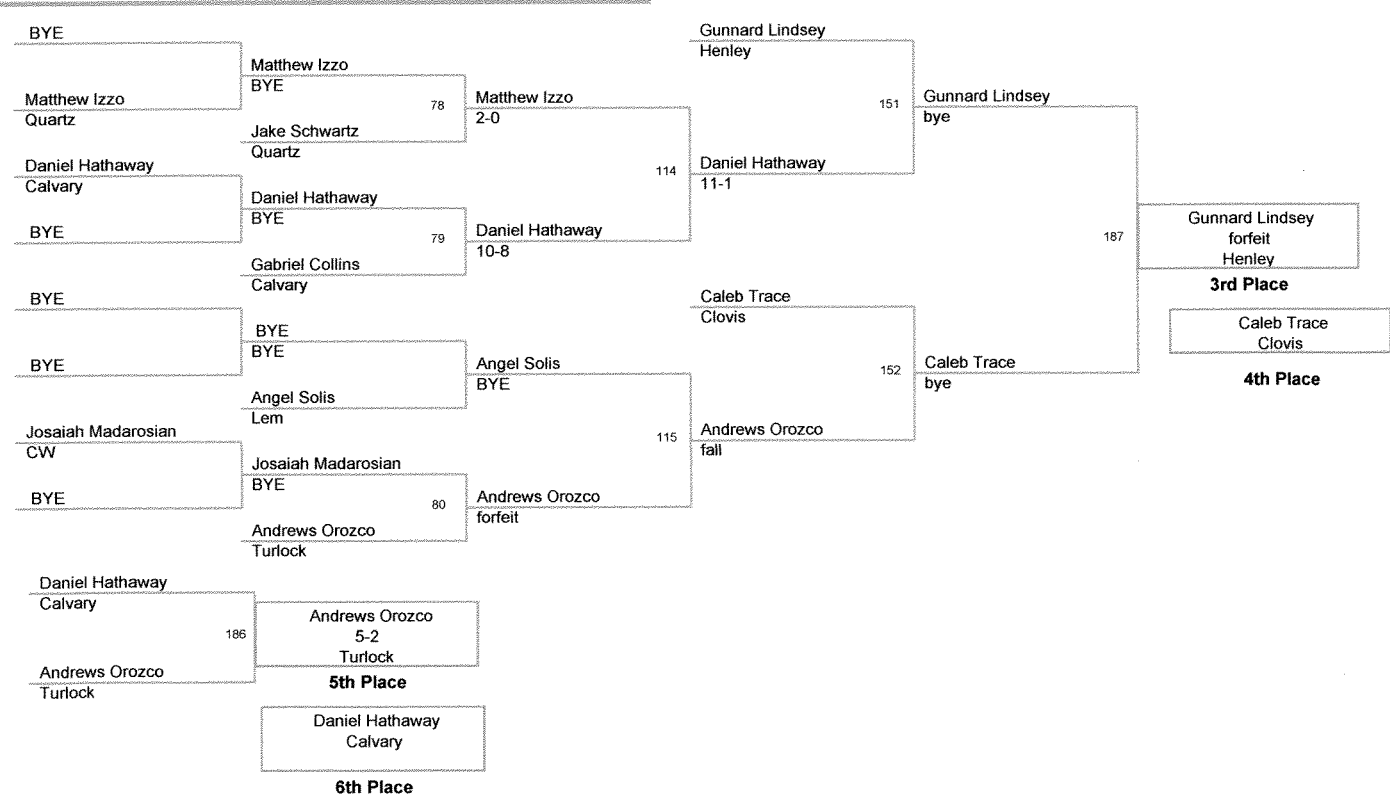 BYE
Matthew Izzo
Quartz
Daniel Hathaway
Calvary
BYE
BYE
BYE
Josaiah Madarosian
CW
BYE
Matthew Izzo
BYE
78
Jake Schwartz
Quartz
Daniel Hathaway
BYE
79
Gabriel Collins
Calvary
BYE
BYE
Angel Solis
Lem
Josaiah Madarosian
BYE
80
Andrews Orozco
Turlock
Matthew Izzo
2-0
114
Daniel Hathaway
10-8
Angel Solis
BYE
115
Andrews Orozco
forfeit
Gunnard Lindsey
Henley
151
Daniel Hathaway
11-1
Caleb Trace
Clovis
152
Andrews Orozco
fall
Gunnard Lindsey
bye
187
Caleb Trace
bye
Gunnard Lindsey
forfeit
Henley
3rd Place
Caleb Trace
Clovis
4th Place
Daniel Hathaway
Calvary
186
Andrews Orozco
Turlock
Andrews Orozco
5-2
Turlock
5th Place
Daniel Hathaway
Calvary
6th Place